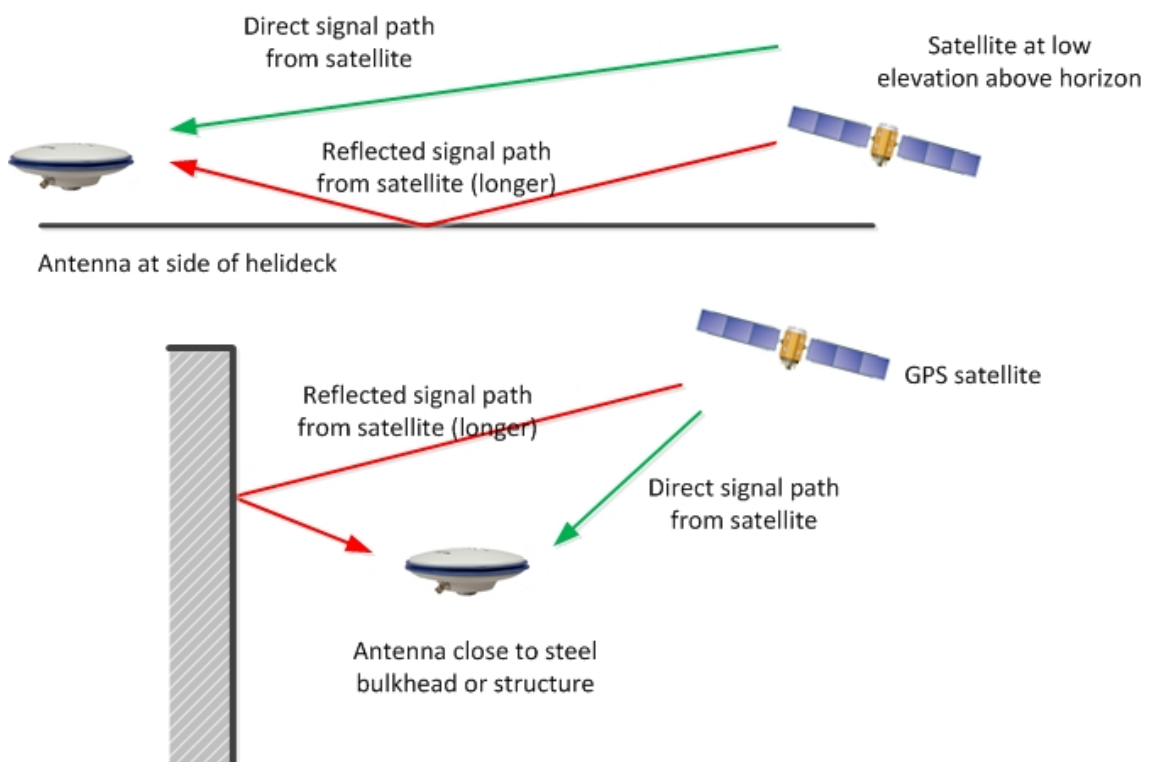 Direct signal path
from satellite
Satellite at low
elevation above horizon
Reflected signal path
from satellite (longer)
Antenna at side of helideck
GPS satellite
Reflected signal path
from satellite (longer)
Direct signal path
from satellite
Antenna close to steel
bulkhead or structure